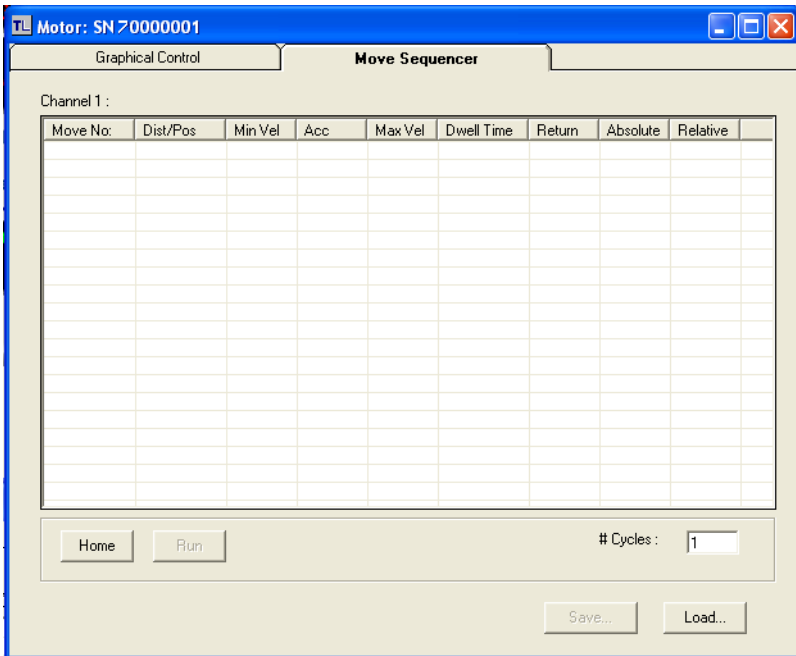 TL Motor: SN 70000001
Graphical Control Move Sequencer
Channel 1 :
Move No: Dist/Pos Min Vel Acc Max Vel Dwell Time Return Absolute Relative
Home Run # Cycles : 1
Save... Load...